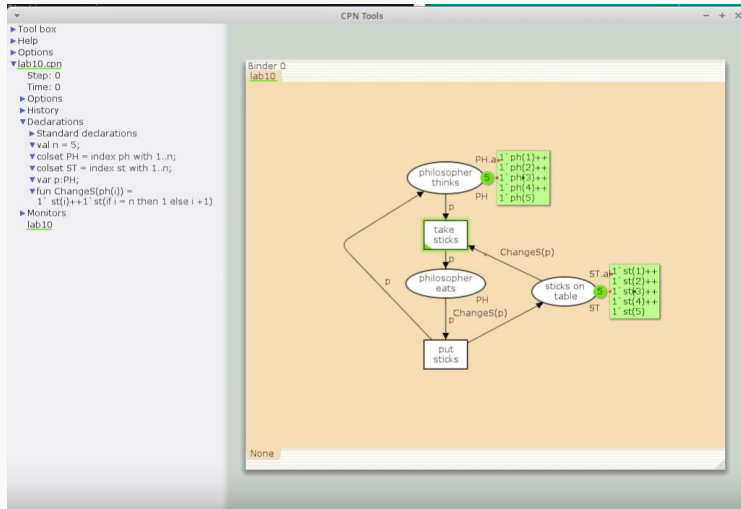 CPN Tools
Tool box
Help
Options
lab10.cpn
Step: 0
Time: 0
Options
History
Declarations
Standard declarations
val n = 5;
colset PH = index ph with 1..n;
colset ST = index st with 1..n;
var p:PH;
fun ChangeS(ph(i)) =
1` st(i)++1`st(if i = n then 1 else i +1)
Monitors
lab10
Binder 0
lab10
philosopher
thinks
PH.a
5
PH
1`ph(1)++
1`ph(2)++
1`ph(3)++
1`ph(4)++
1`ph(5)
p
take
sticks
p
ChangeS(p)
philosopher
eats
PH
p
ChangeS(p)
p
put
sticks
sticks on
table
ST.a
5
ST
1`st(1)++
1`st(2)++
1`st(3)++
1`st(4)++
1`st(5)
None